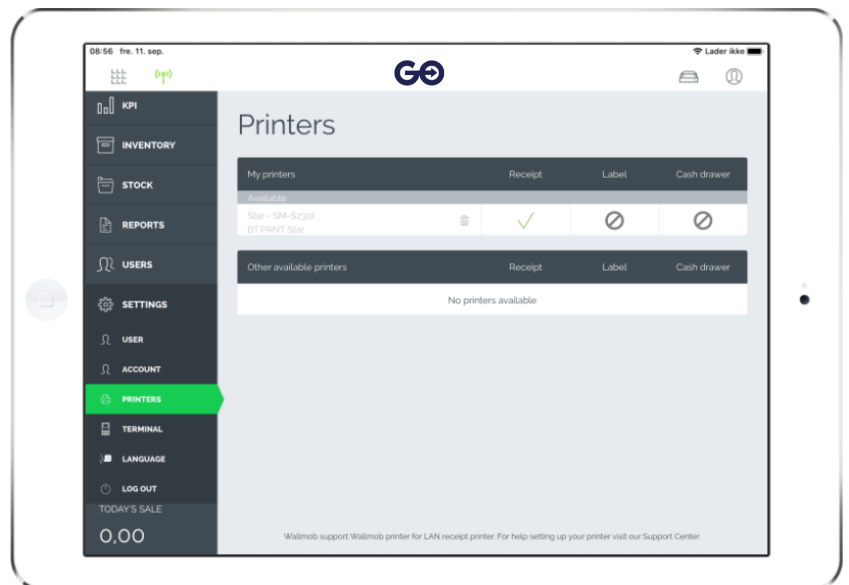 08:56 fre. 11. sep.
Lader ikke
GO
KPI
INVENTORY
STOCK
REPORTS
USERS
SETTINGS
USER
ACCOUNT
PRINTERS
TERMINAL
LANGUAGE
LOG OUT
TODAY'S SALE
0,00
Printers
My printers Receipt Label Cash drawer
Available
Star - SM-S230I
BT:PRNT Star
Other available printers Receipt Label Cash drawer
No printers available
Wallmob support Wallmob printer for LAN receipt printer. For help setting up your printer visit our Support Center.